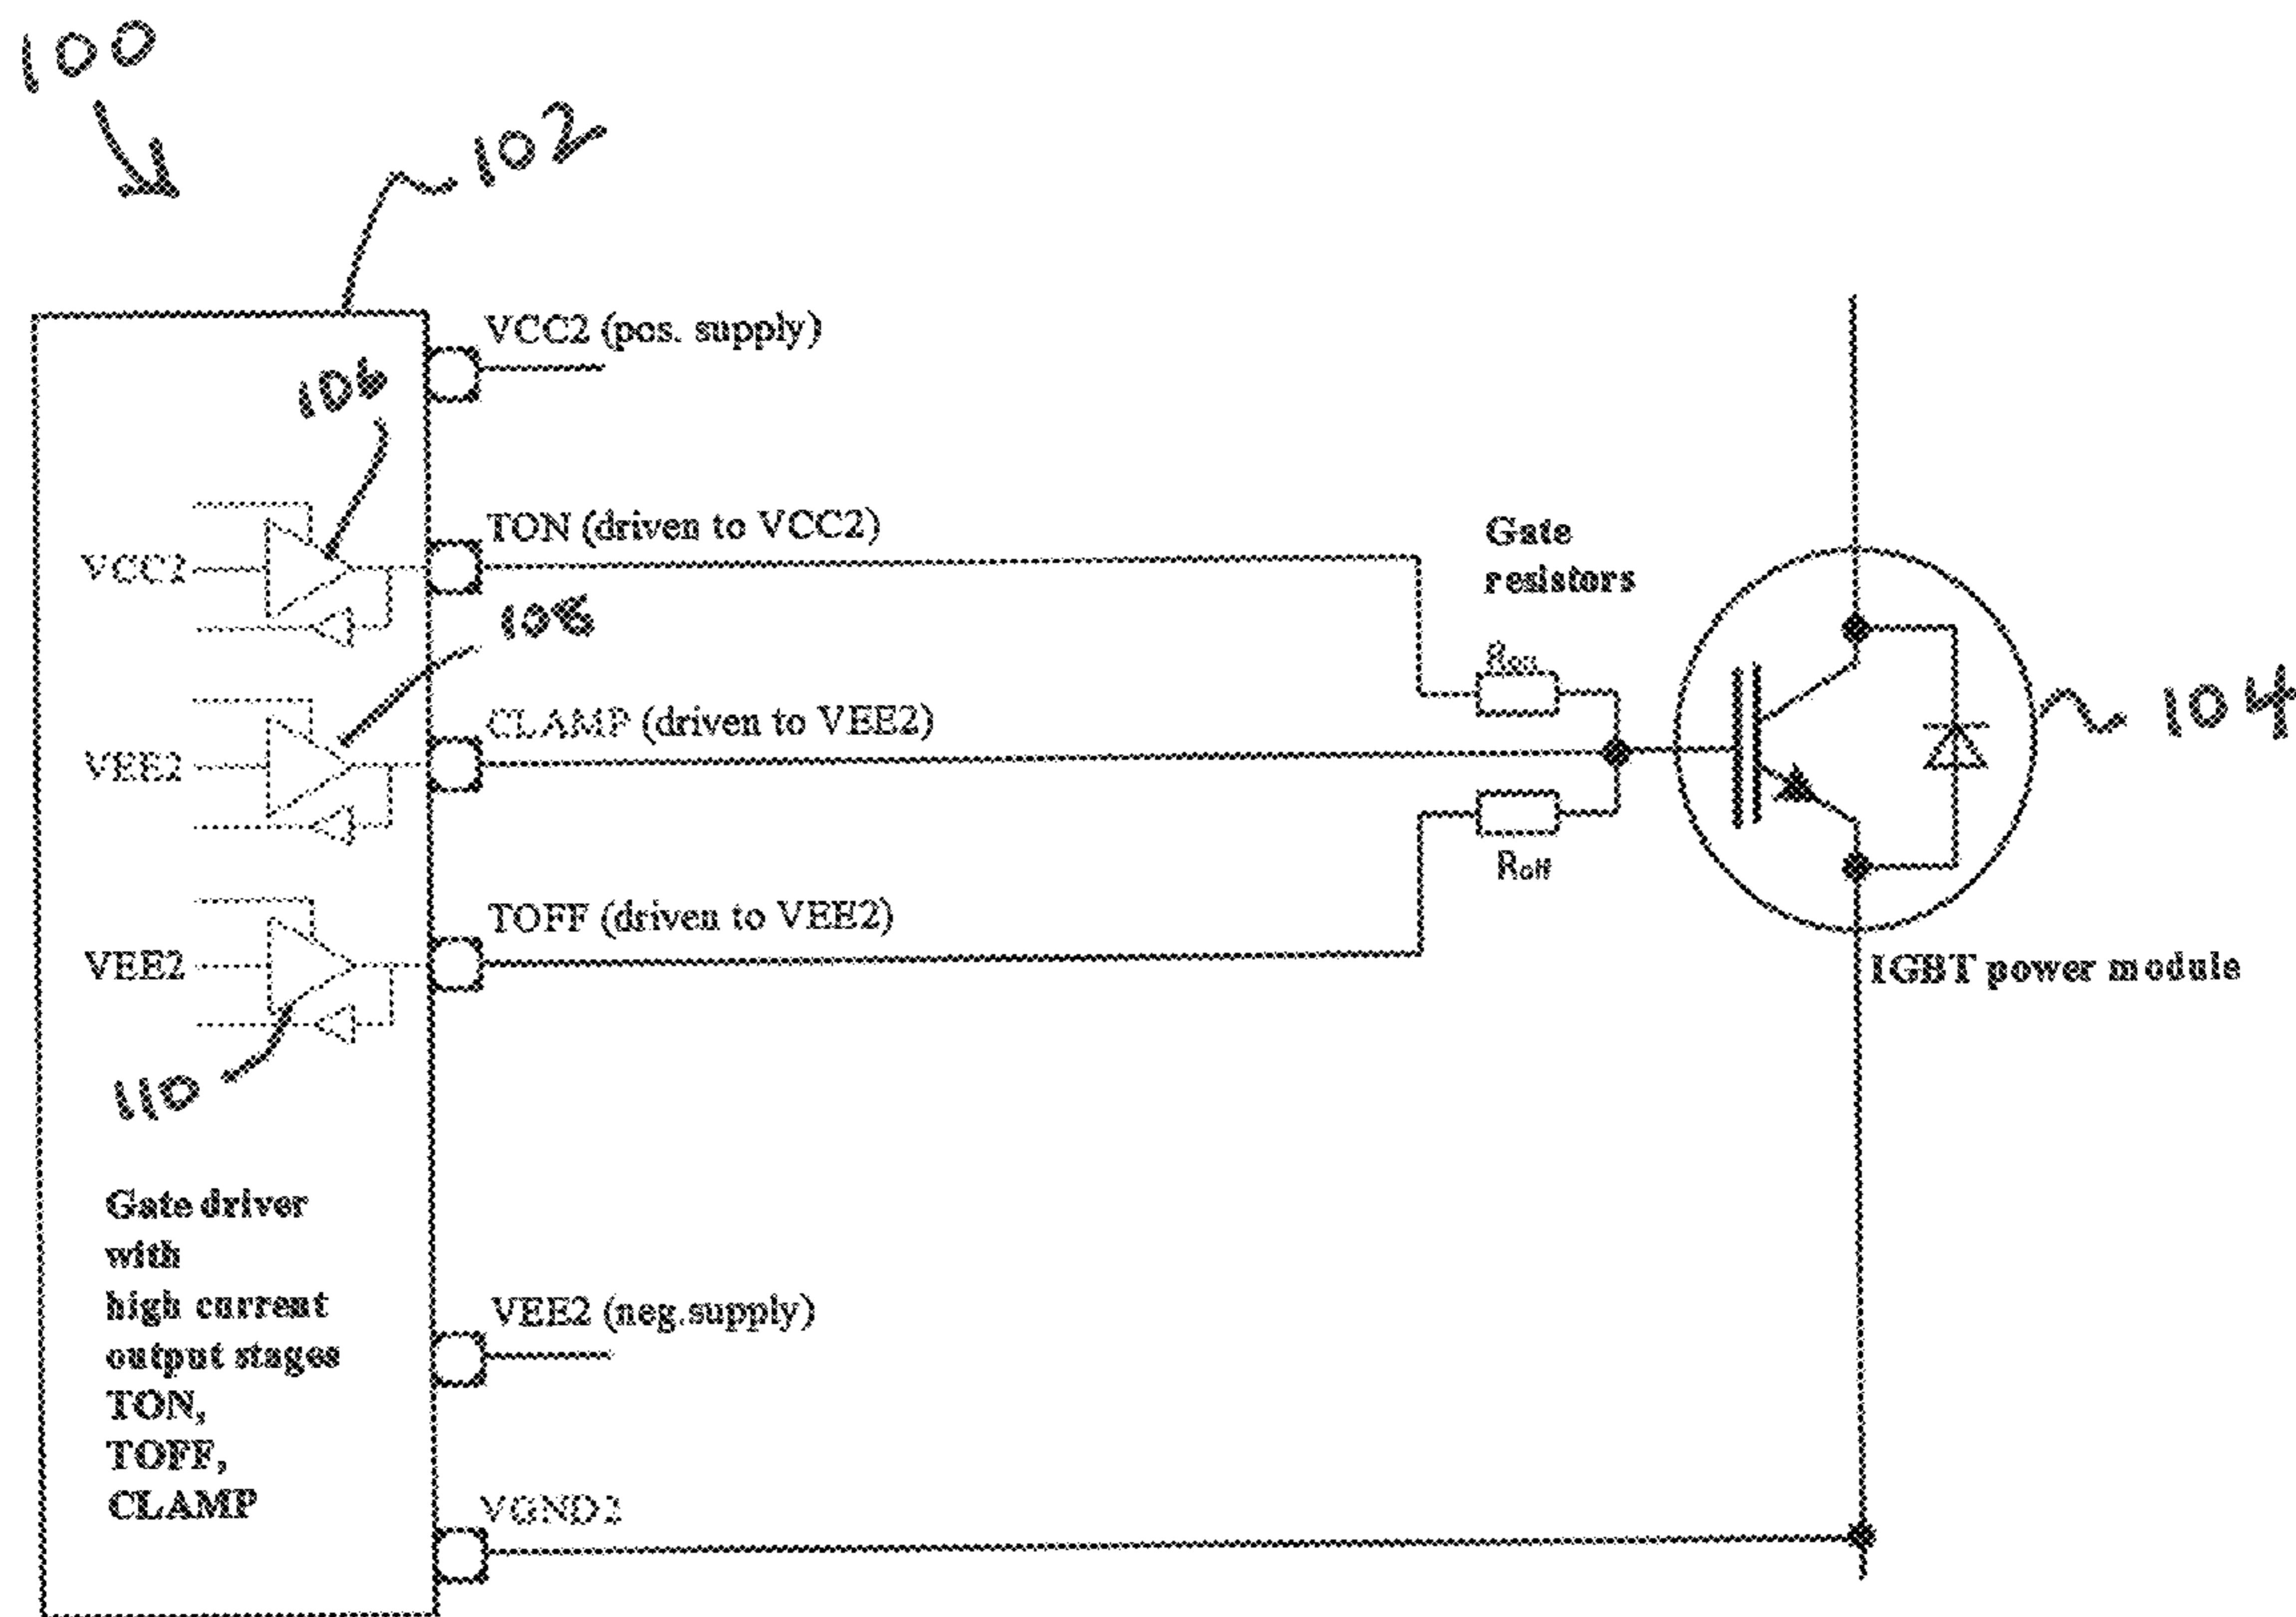 100
102
VCC2 (pos. supply)
106
TON (driven to VCC2)
VCC2
Gate
resistors
108
Ron
CLAMP (driven to VEE2)
VEE2
104
Roff
TOFF (driven to VEE2)
VEE2
IGBT power module
110
Gate driver
with
high current
output stages
TON,
TOFF,
CLAMP
VEE2 (neg.supply)
VGND2